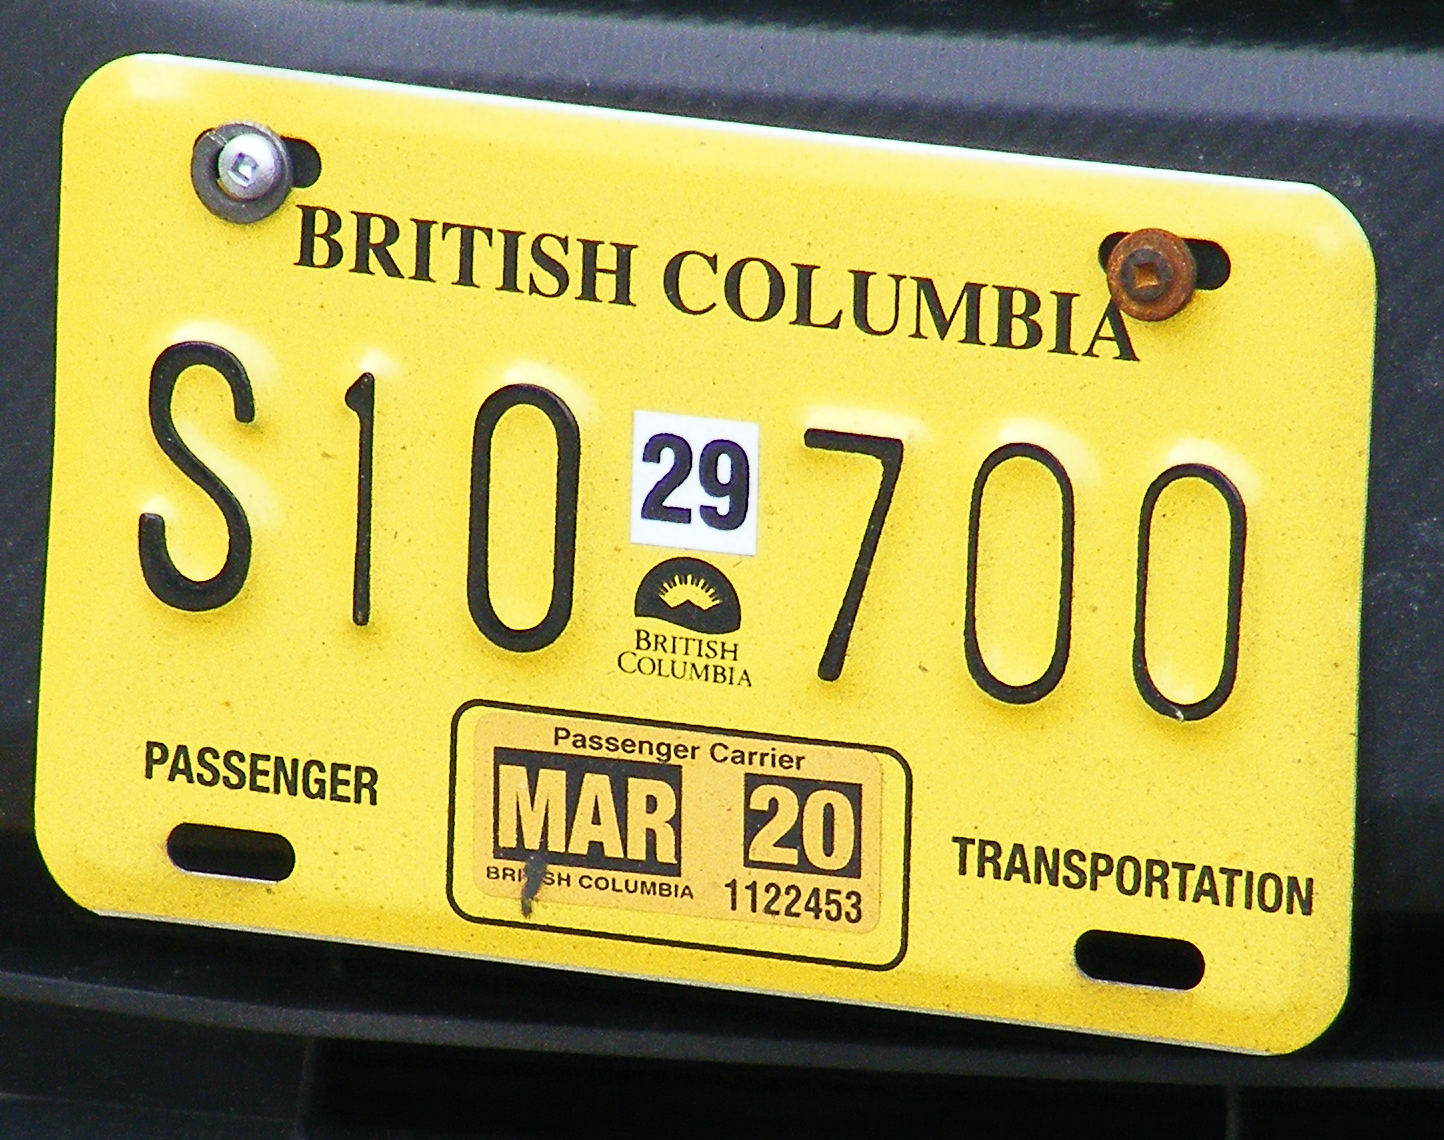 BRITISH COLUMBIA
S10 29 700
BRITISH
COLUMBIA
PASSENGER
Passenger Carrier
MAR 20
BRITISH COLUMBIA 1122453
TRANSPORTATION